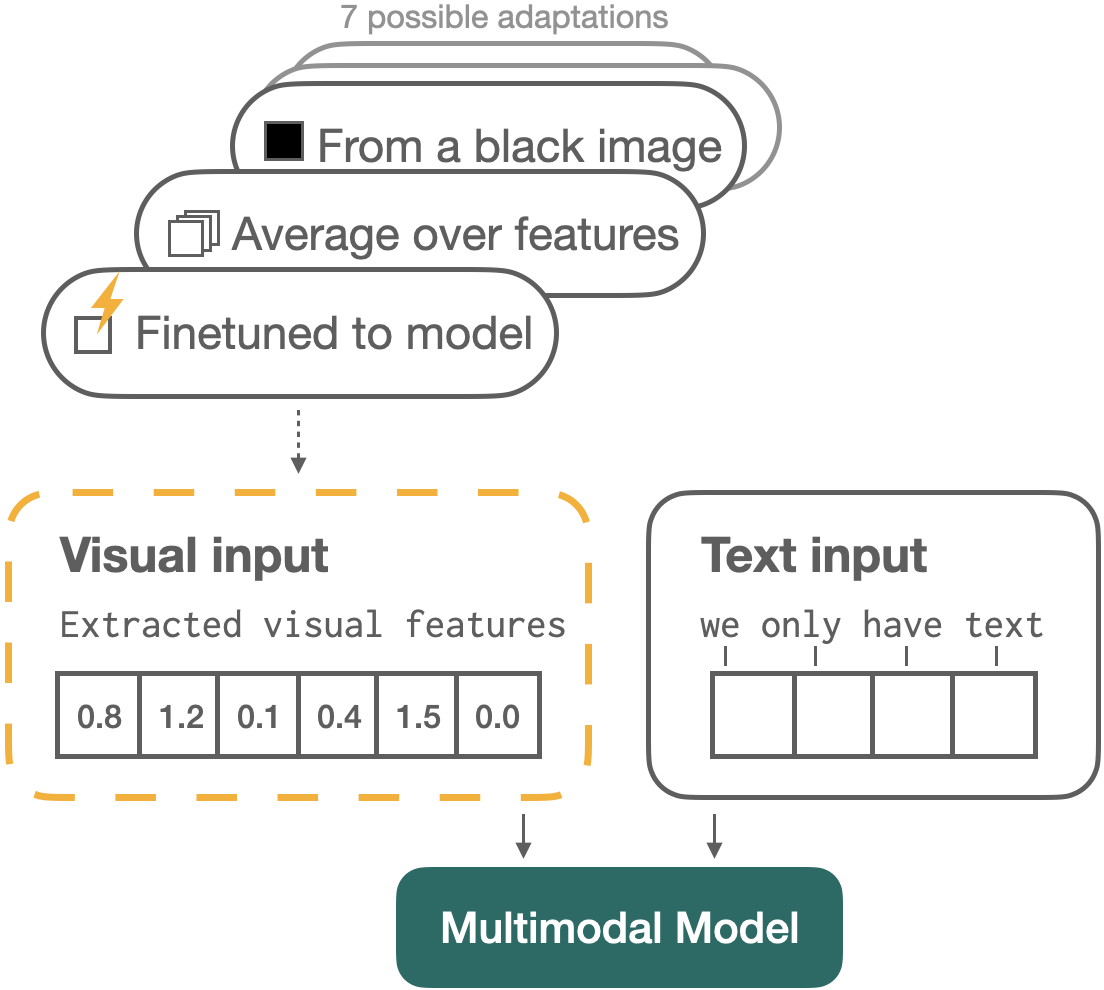 7 possible adaptations
From a black image
Average over features
Finetuned to model
Visual input
Extracted visual features
0.8 1.2 0.1 0.4 1.5 0.0
Text input
we only have text
Multimodal Model